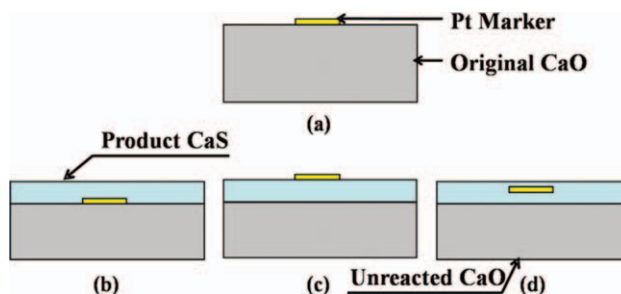 Pt Marker
Original CaO
(a)
Product CaS
(b)
(c)
Unreacted CaO
(d)